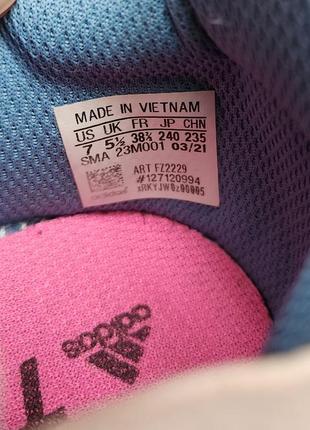 MADE IN VIETNAM
US UK FR JP CHN
7 5½ 38⅔ 240 235
SMA 23M001 03/21
ART FZ2229
#127120994
adidas
adidas